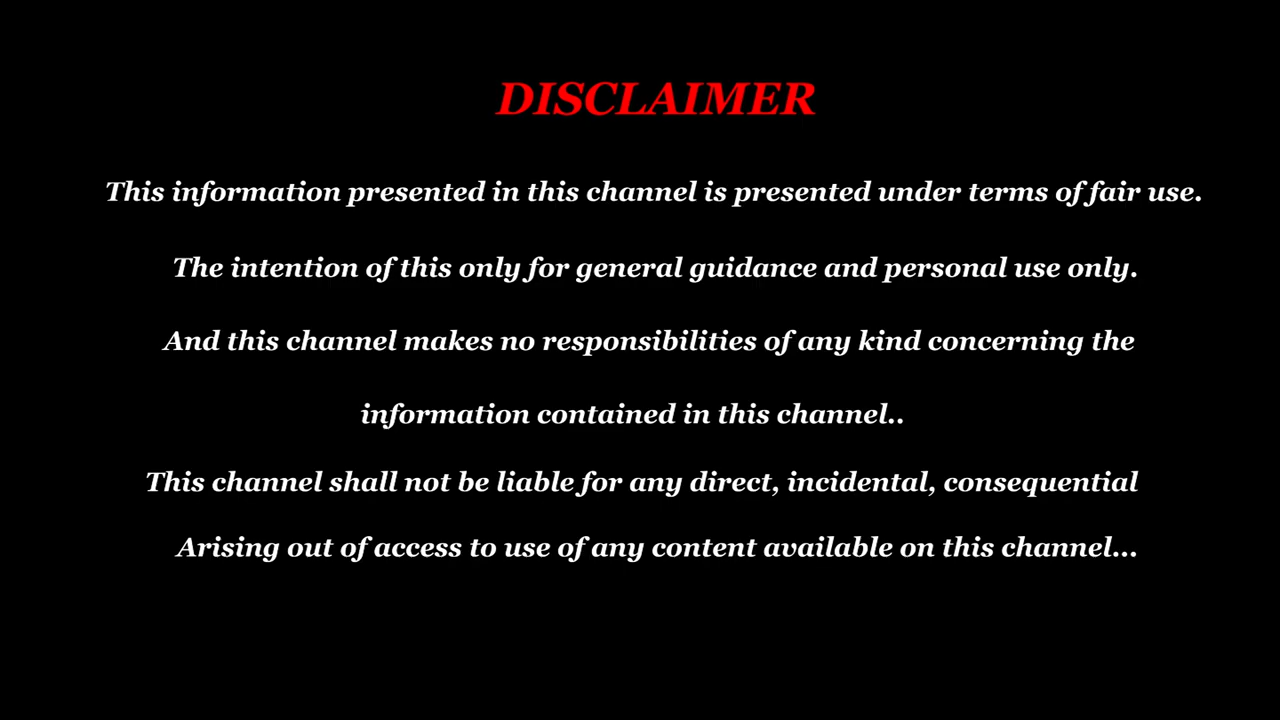 DISCLAIMER
This information presented in this channel is presented under terms of fair use.
The intention of this only for general guidance and personal use only.
And this channel makes no responsibilities of any kind concerning the
information contained in this channel..
This channel shall not be liable for any direct, incidental, consequential
Arising out of access to use of any content available on this channel...